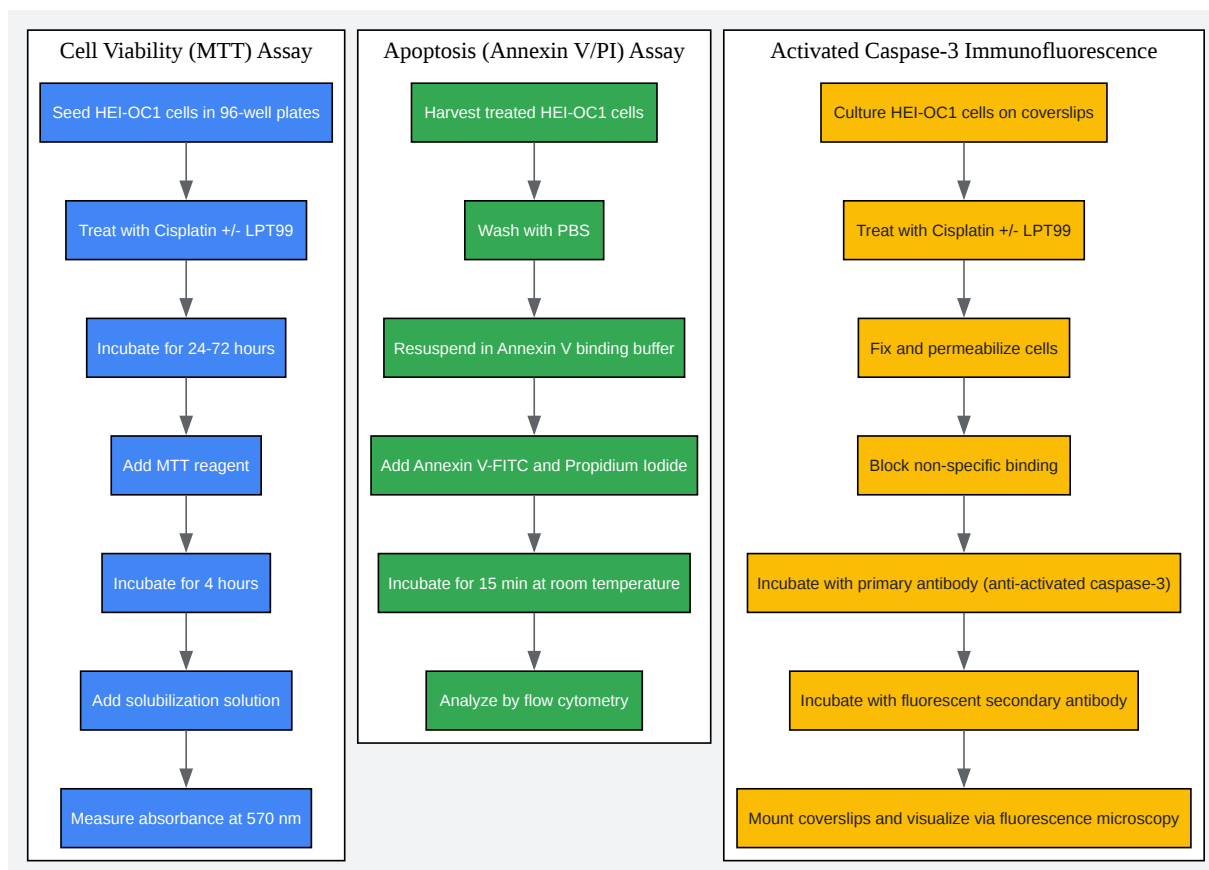 Cell Viability (MTT) Assay
Seed HEI-OC1 cells in 96-well plates
Treat with Cisplatin +/- LPT99
Incubate for 24-72 hours
Add MTT reagent
Incubate for 4 hours
Add solubilization solution
Measure absorbance at 570 nm
Apoptosis (Annexin V/PI) Assay
Harvest treated HEI-OC1 cells
Wash with PBS
Resuspend in Annexin V binding buffer
Add Annexin V-FITC and Propidium Iodide
Incubate for 15 min at room temperature
Analyze by flow cytometry
Activated Caspase-3 Immunofluorescence
Culture HEI-OC1 cells on coverslips
Treat with Cisplatin +/- LPT99
Fix and permeabilize cells
Block non-specific binding
Incubate with primary antibody (anti-activated caspase-3)
Incubate with fluorescent secondary antibody
Mount coverslips and visualize via fluorescence microscopy